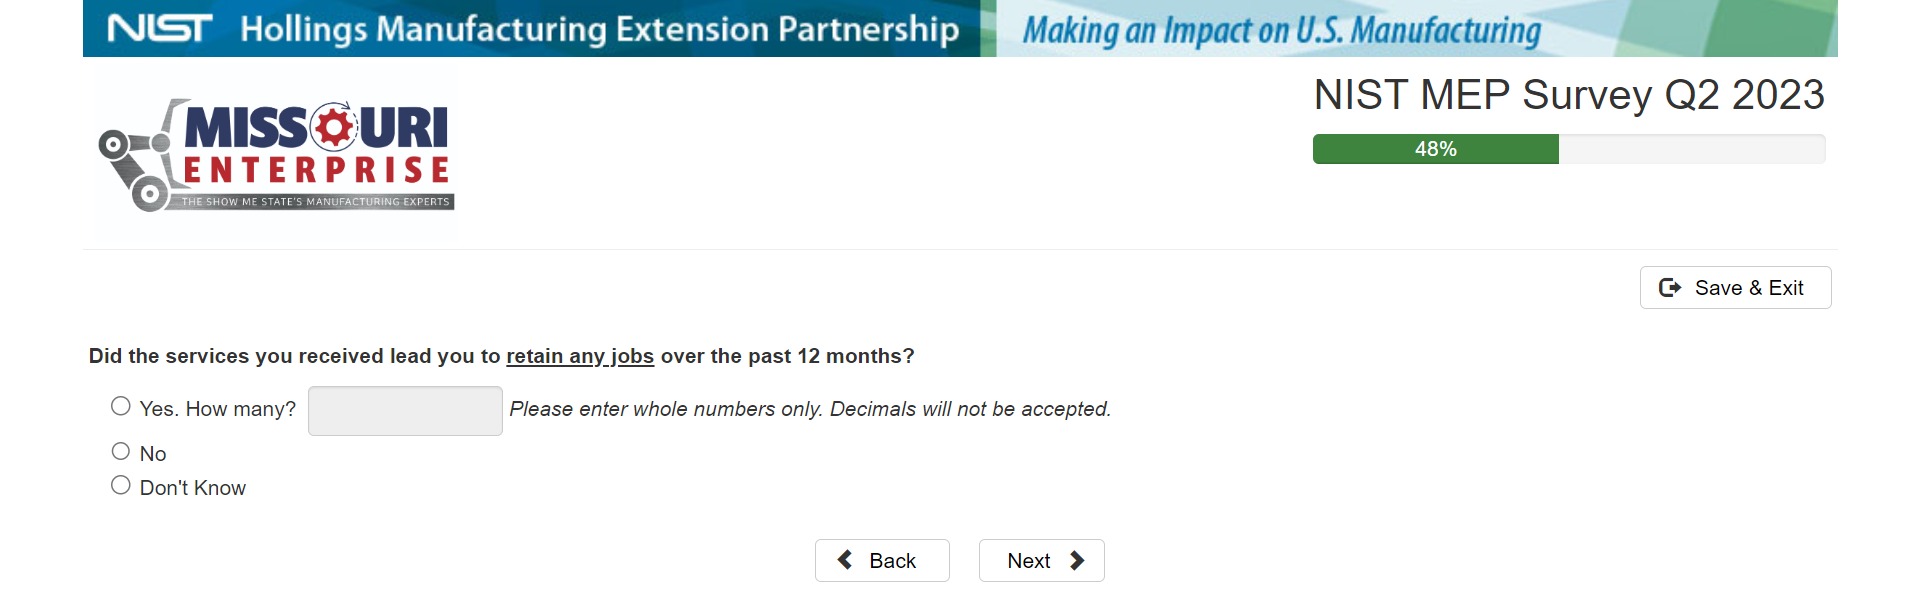 NIST Hollings Manufacturing Extension Partnership Making an Impact on U.S. Manufacturing
NIST MEP Survey Q2 2023
MISSOURI
ENTERPRISE
THE SHOW ME STATE'S MANUFACTURING EXPERTS
48%
Save & Exit
Did the services you received lead you to retain any jobs over the past 12 months?
Yes. How many? Please enter whole numbers only. Decimals will not be accepted.
No
Don't Know
Back Next